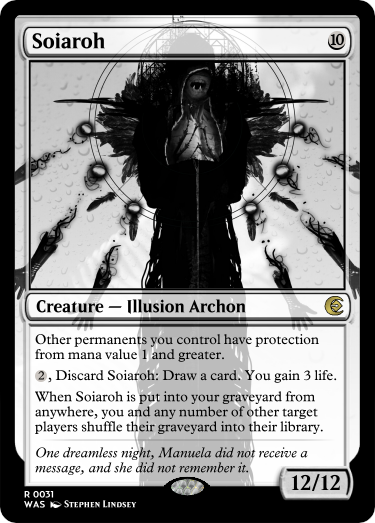 Soiaroh
10
Creature — Illusion Archon
Other permanents you control have protection
from mana value 1 and greater.
2, Discard Soiaroh: Draw a card. You gain 3 life.
When Soiaroh is put into your graveyard from
anywhere, you and any number of other target
players shuffle their graveyard into their library.
One dreamless night, Manuela did not receive a
message, and she did not remember it.
12/12
R 0031
WAS Stephen Lindsey